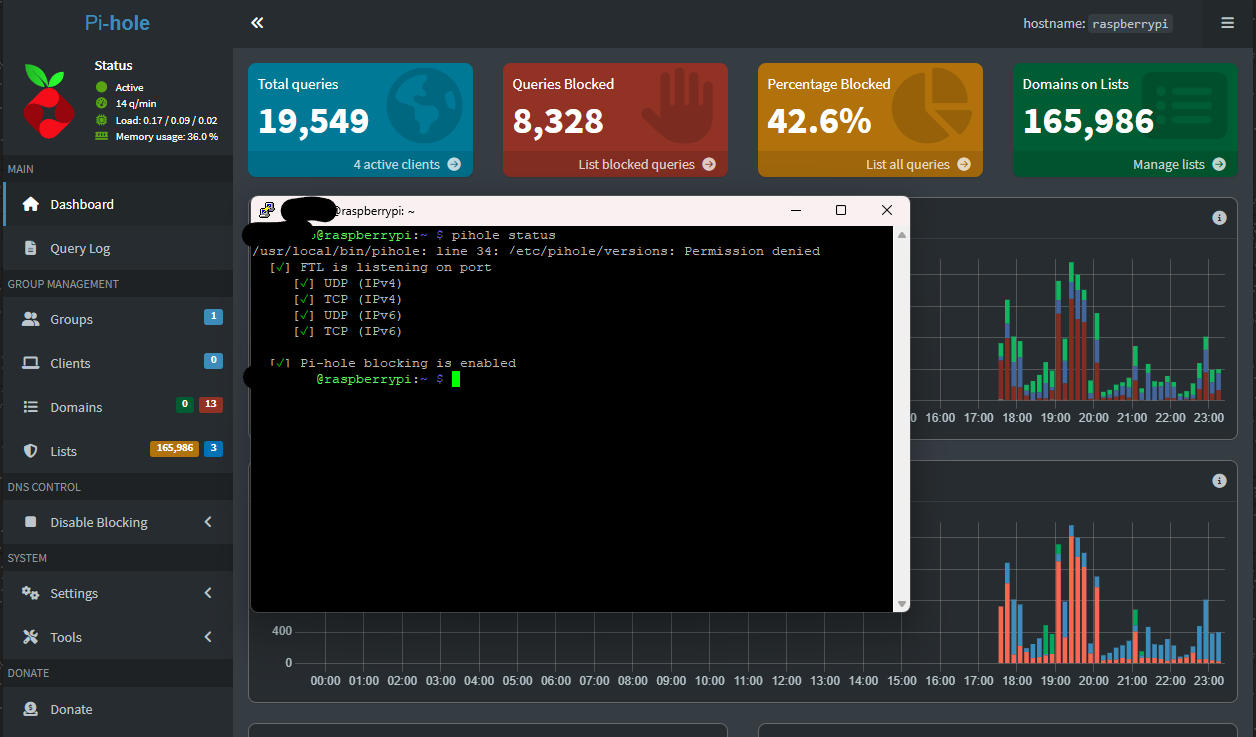 Pi-hole
hostname: raspberrypi
Status
Active
14 q/min
Load: 0.17 / 0.09 / 0.02
Memory usage: 36.0 %
MAIN
Dashboard
Query Log
GROUP MANAGEMENT
Groups 1
Clients 0
Domains 0 13
Lists 165,986 3
DNS CONTROL
Disable Blocking
SYSTEM
Settings
Tools
DONATE
Donate
Total queries
19,549
4 active clients
Queries Blocked
8,328
List blocked queries
Percentage Blocked
42.6%
List all queries
Domains on Lists
165,986
Manage lists
@raspberrypi: ~
@raspberrypi:~ $ pihole status
/usr/local/bin/pihole: line 34: /etc/pihole/versions: Permission denied
[✓] FTL is listening on port
[✓] UDP (IPv4)
[✓] TCP (IPv4)
[✓] UDP (IPv6)
[✓] TCP (IPv6)
[✓] Pi-hole blocking is enabled
@raspberrypi:~ $
16:00 17:00 18:00 19:00 20:00 21:00 22:00 23:00
400
0
00:00 01:00 02:00 03:00 04:00 05:00 06:00 07:00 08:00 09:00 10:00 11:00 12:00 13:00 14:00 15:00 16:00 17:00 18:00 19:00 20:00 21:00 22:00 23:00